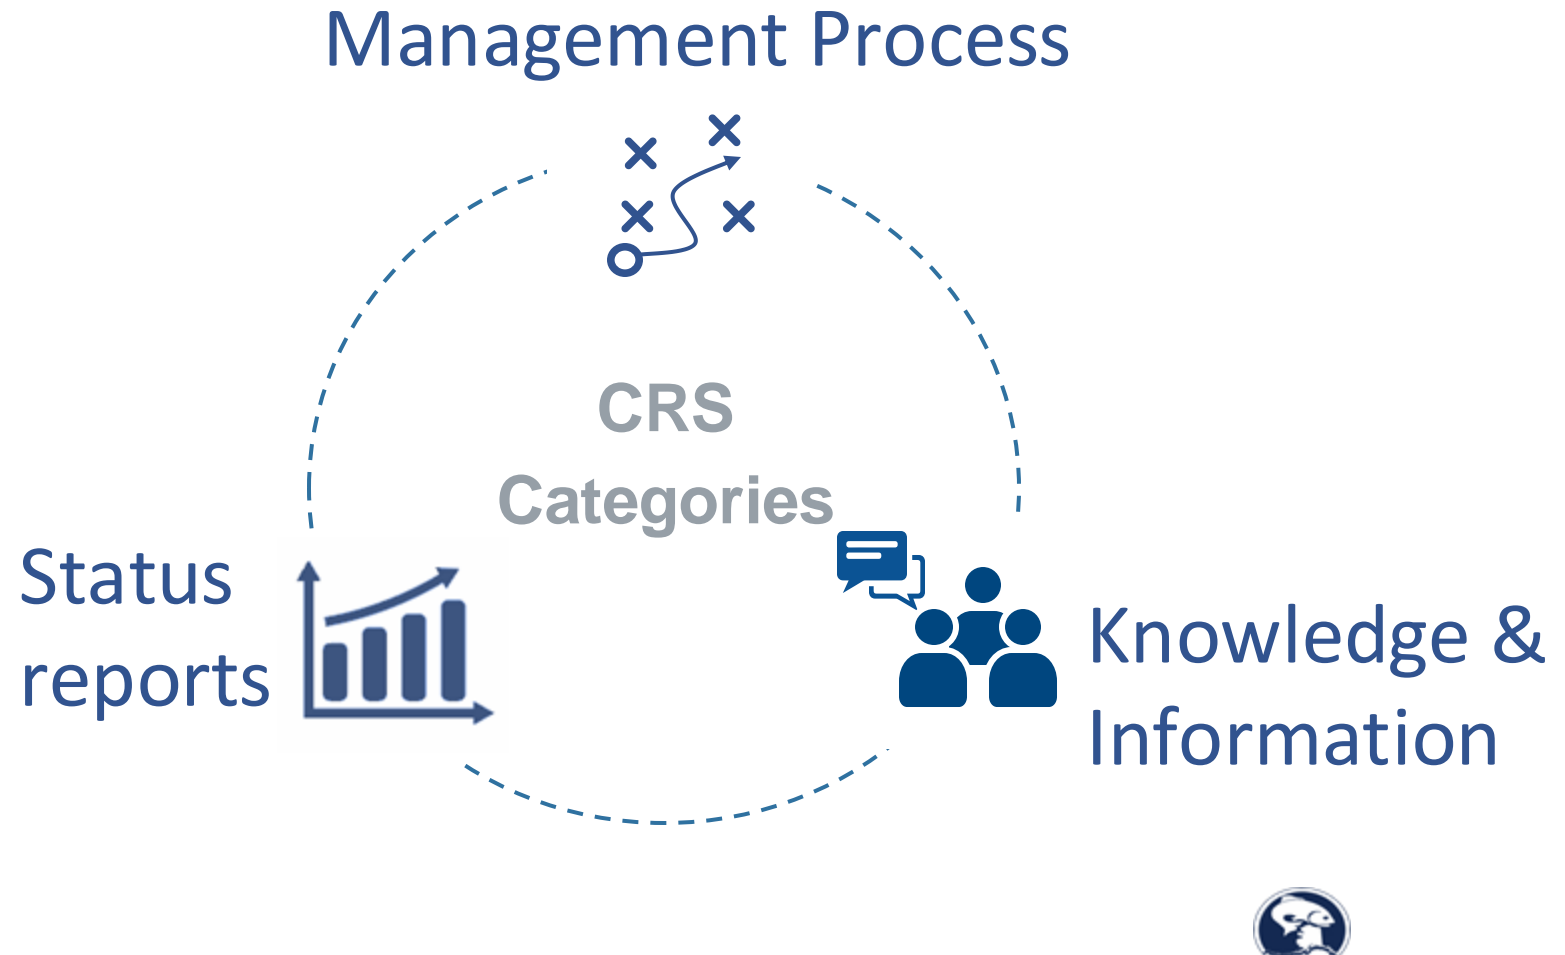 Management Process
CRS
Categories
Status
reports
Knowledge &
Information